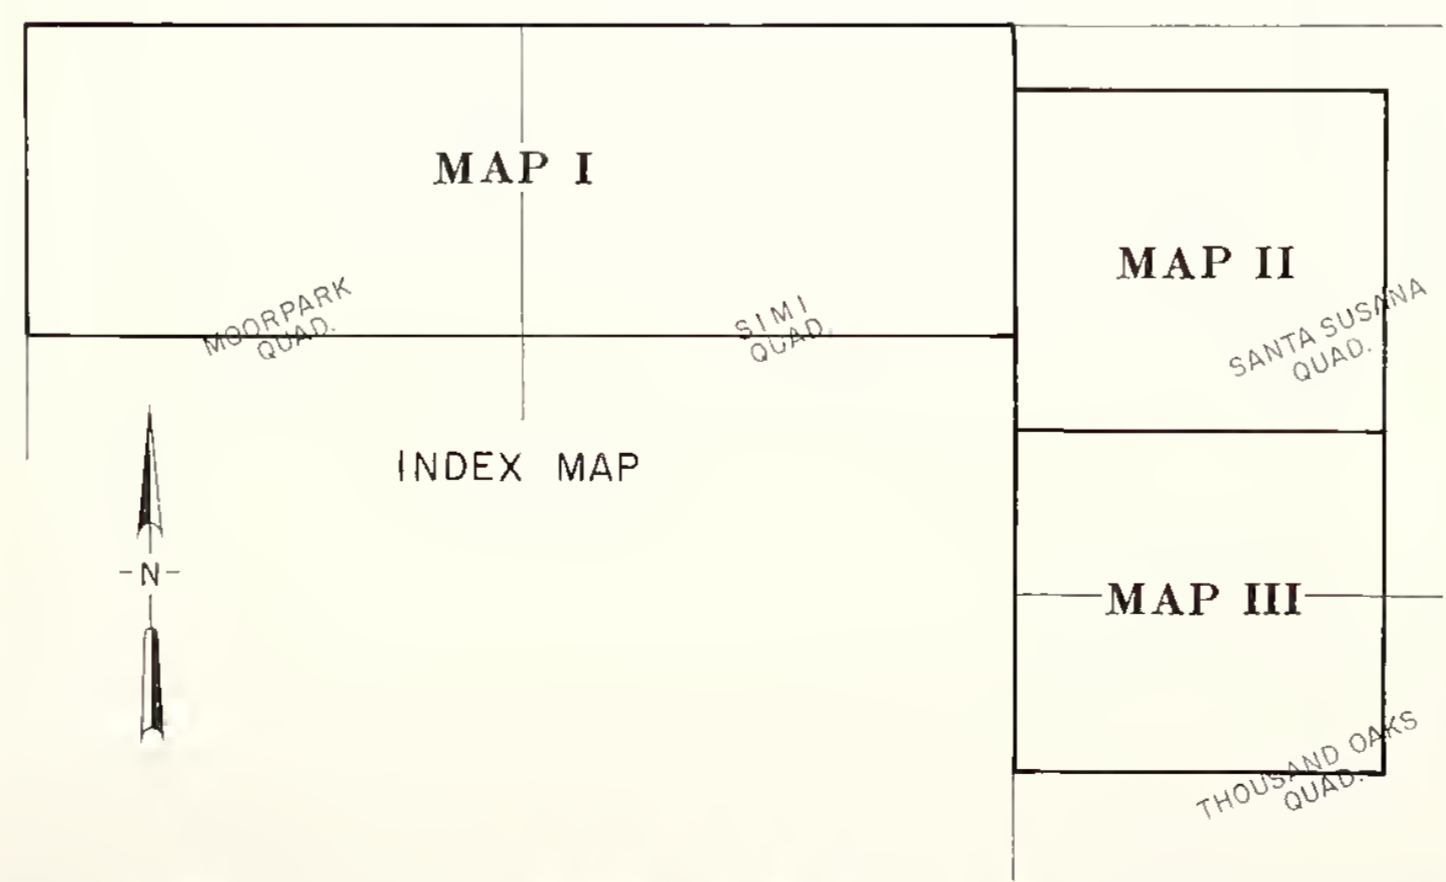 MAP I
MAP II
MOORPARK
QUAD.
SIMI
QUAD.
SANTA SUSANA
QUAD.
INDEX MAP
-N-
MAP III
THOUSAND OAKS
QUAD.